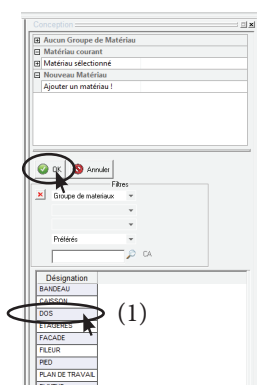 Conception
Aucun Groupe de Matériau
Matériau courant
Matériau sélectionné
Nouveau Matériau
Ajouter un matériau !
OK Annuler
Filtres
Groupe de materiaux
Préférés
CA
Désignation
BANDEAU
CAISSON
DOS (1)
ETAGERES
FACADE
FILEUR
PIED
PLAN DE TRAVAIL